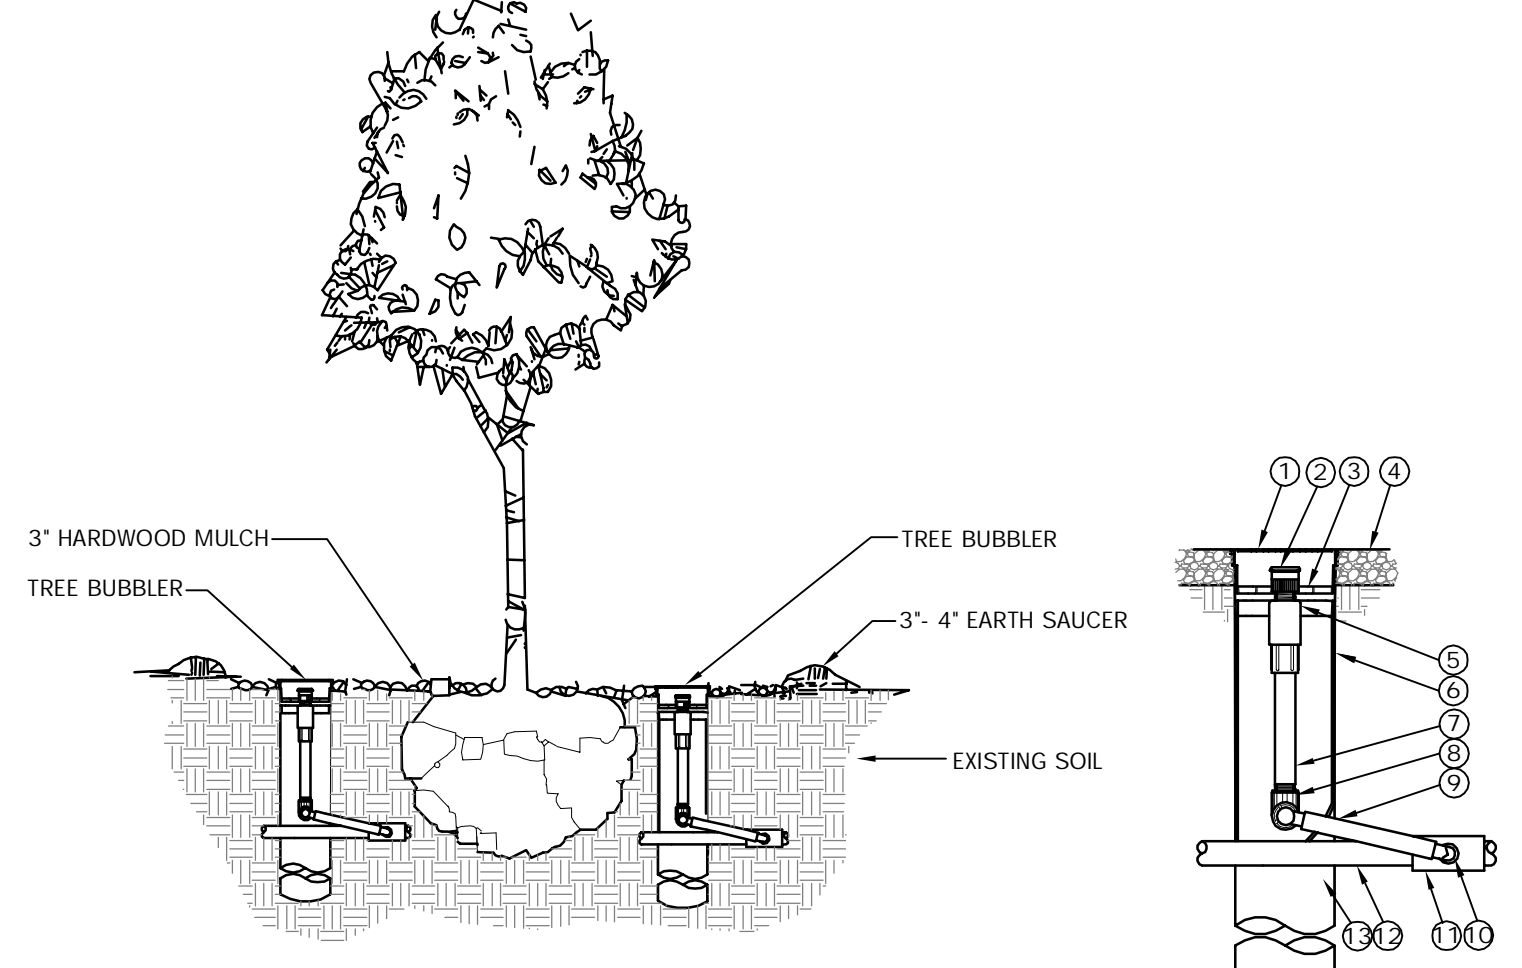 1 2 3 4
3" HARDWOOD MULCH
TREE BUBBLER
TREE BUBBLER
3"- 4" EARTH SAUCER
EXISTING SOIL
5
6
7
8
9
13 12 11 10